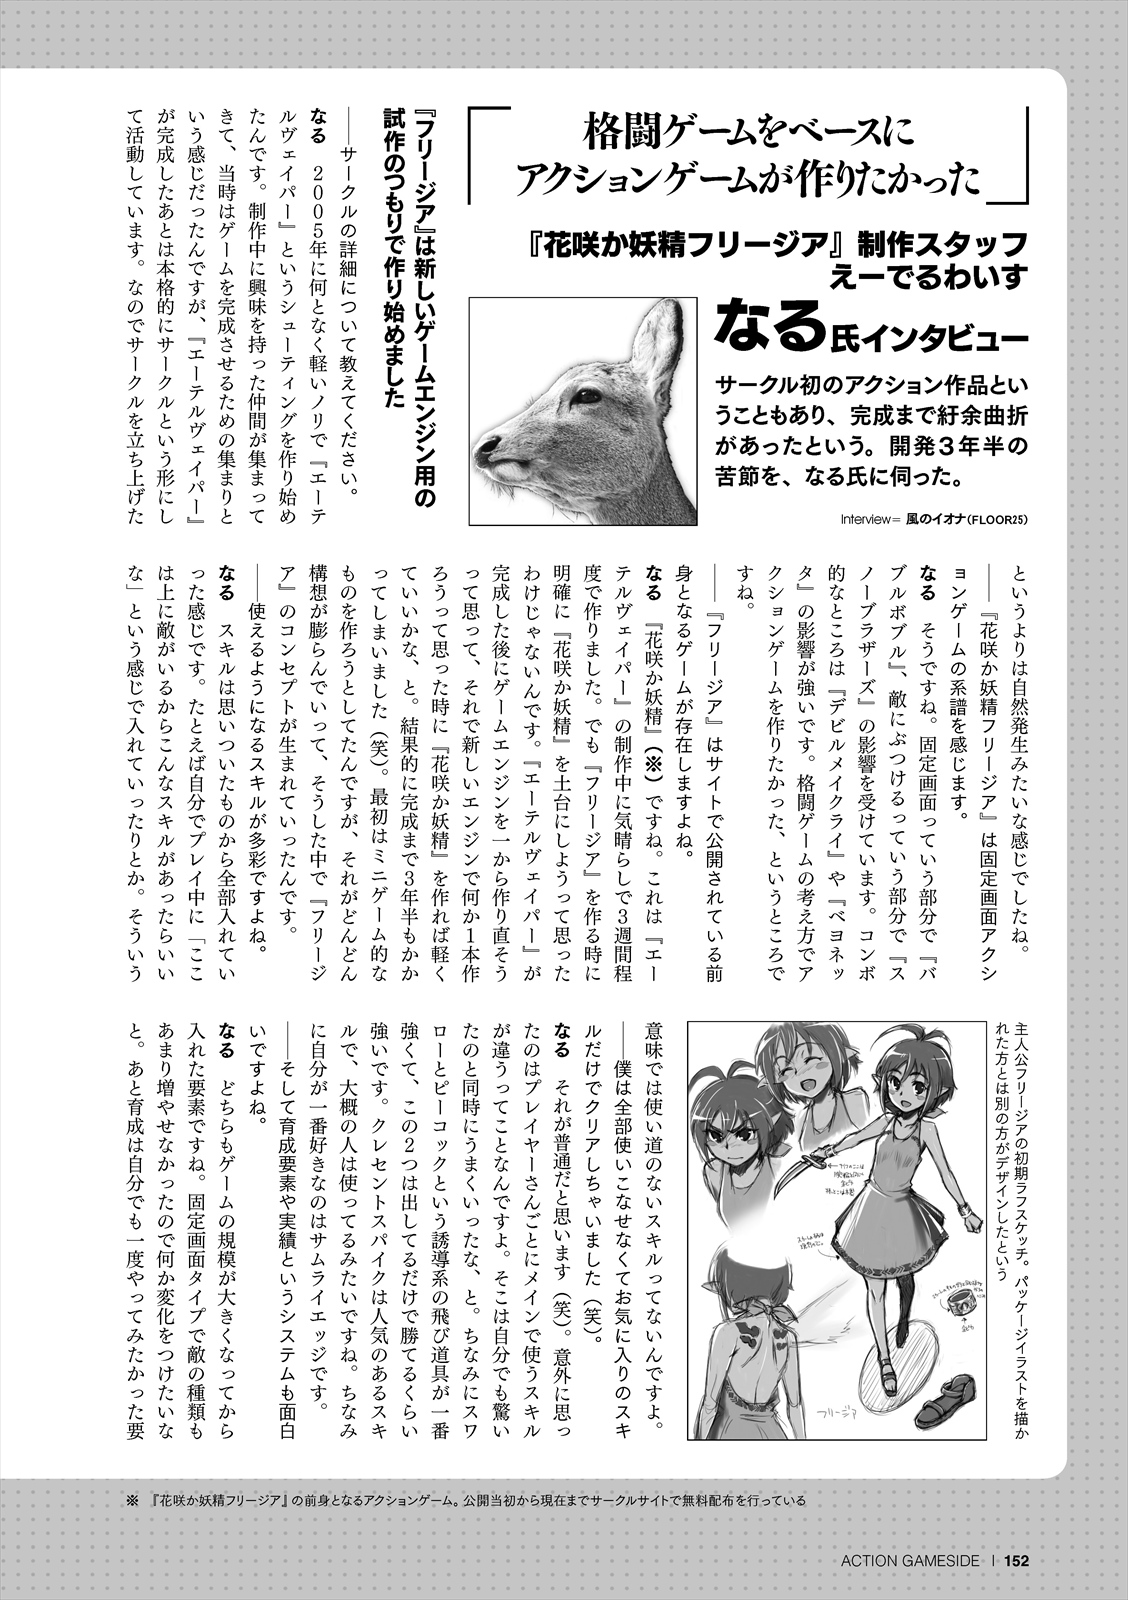 格闘ゲームをベースに
アクションゲームが作りたかった
『花咲か妖精フリージア』制作スタッフ
えーでるわいす
なる氏インタビュー
サークル初のアクション作品とい
うこともあり、完成まで紆余曲折
があったという。開発３年半の
苦節を、なる氏に伺った。
Interview＝ 風のイオナ（FLOOR25）
『フリージア』は新しいゲームエンジン用の
試作のつもりで作り始めました
――サークルの詳細について教えてください。
なる　２００５年に何となく軽いノリで『エーテ
ルヴェイパー』というシューティングを作り始め
たんです。制作中に興味を持った仲間が集まって
きて、当時はゲームを完成させるための集まりと
いう感じだったんですが、『エーテルヴェイパー』
が完成したあとは本格的にサークルという形にし
て活動しています。なのでサークルを立ち上げた
というよりは自然発生みたいな感じでしたね。
――『花咲か妖精フリージア』は固定画面アクシ
ョンゲームの系譜を感じます。
なる　そうですね。固定画面っていう部分で『バ
ブルボブル』、敵にぶつけるっていう部分で『ス
ノーブラザーズ』の影響を受けています。コンボ
的なところは『デビルメイクライ』や『ベヨネッ
タ』の影響が強いです。格闘ゲームの考え方でア
クションゲームを作りたかった、というところで
すね。
――『フリージア』はサイトで公開されている前
身となるゲームが存在しますよね。
なる　『花咲か妖精』（※）ですね。これは『エー
テルヴェイパー』の制作中に気晴らしで３週間程
度で作りました。でも『フリージア』を作る時に
明確に『花咲か妖精』を土台にしようって思った
わけじゃないんです。『エーテルヴェイパー』が
完成した後にゲームエンジンを一から作り直そう
って思って、それで新しいエンジンで何か１本作
ろうって思った時に『花咲か妖精』を作れば軽く
ていいかな、と。結果的に完成まで３年半もかか
ってしまいました（笑）。最初はミニゲーム的な
ものを作ろうとしてたんですが、それがどんどん
構想が膨らんでいって、そうした中で『フリージ
ア』のコンセプトが生まれていったんです。
――使えるようになるスキルが多彩ですよね。
なる　スキルは思いついたものから全部入れてい
った感じです。たとえば自分でプレイ中に「ここ
は上に敵がいるからこんなスキルがあったらいい
な」という感じで入れていったりとか。そういう
主人公フリージアの初期ラフスケッチ。パッケージイラストを描か
れた方とは別の方がデザインしたという
フリージア
意味では使い道のないスキルってないんですよ。
――僕は全部使いこなせなくてお気に入りのスキ
ルだけでクリアしちゃいました（笑）。
なる　それが普通だと思います（笑）。意外に思っ
たのはプレイヤーさんごとにメインで使うスキル
が違うってことなんですよ。そこは自分でも驚い
たのと同時にうまくいったな、と。ちなみにスワ
ローとピーコックという誘導系の飛び道具が一番
強くて、この２つは出してるだけで勝てるくらい
強いです。クレセントスパイクは人気のあるスキ
ルで、大概の人は使ってるみたいですね。ちなみ
に自分が一番好きなのはサムライエッジです。
――そして育成要素や実績というシステムも面白
いですよね。
なる　どちらもゲームの規模が大きくなってから
入れた要素ですね。固定画面タイプで敵の種類も
あまり増やせなかったので何か変化をつけたいな
と。あと育成は自分でも一度やってみたかった要
※　『花咲か妖精フリージア』の前身となるアクションゲーム。公開当初から現在までサークルサイトで無料配布を行っている
ACTION GAMESIDE | 152